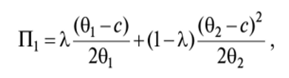 Π₁ = λ (θ₁ – c) / 2θ₁ + (1–λ) (θ₂ – c)² / 2θ₂ ,